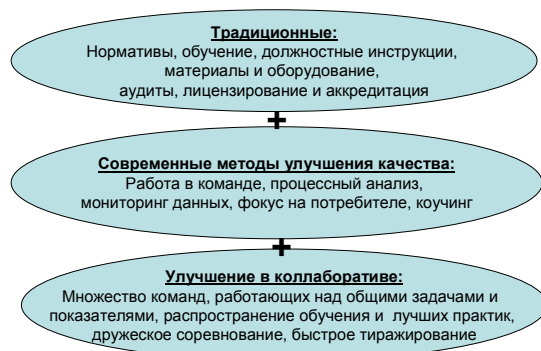 Традиционные:
Нормативы, обучение, должностные инструкции,
материалы и оборудование,
аудиты, лицензирование и аккредитация
+
Современные методы улучшения качества:
Работа в команде, процессный анализ,
мониторинг данных, фокус на потребителе, коучинг
+
Улучшение в коллаборативе:
Множество команд, работающих над общими задачами и
показателями, распространение обучения и лучших практик,
дружеское соревнование, быстрое тиражирование